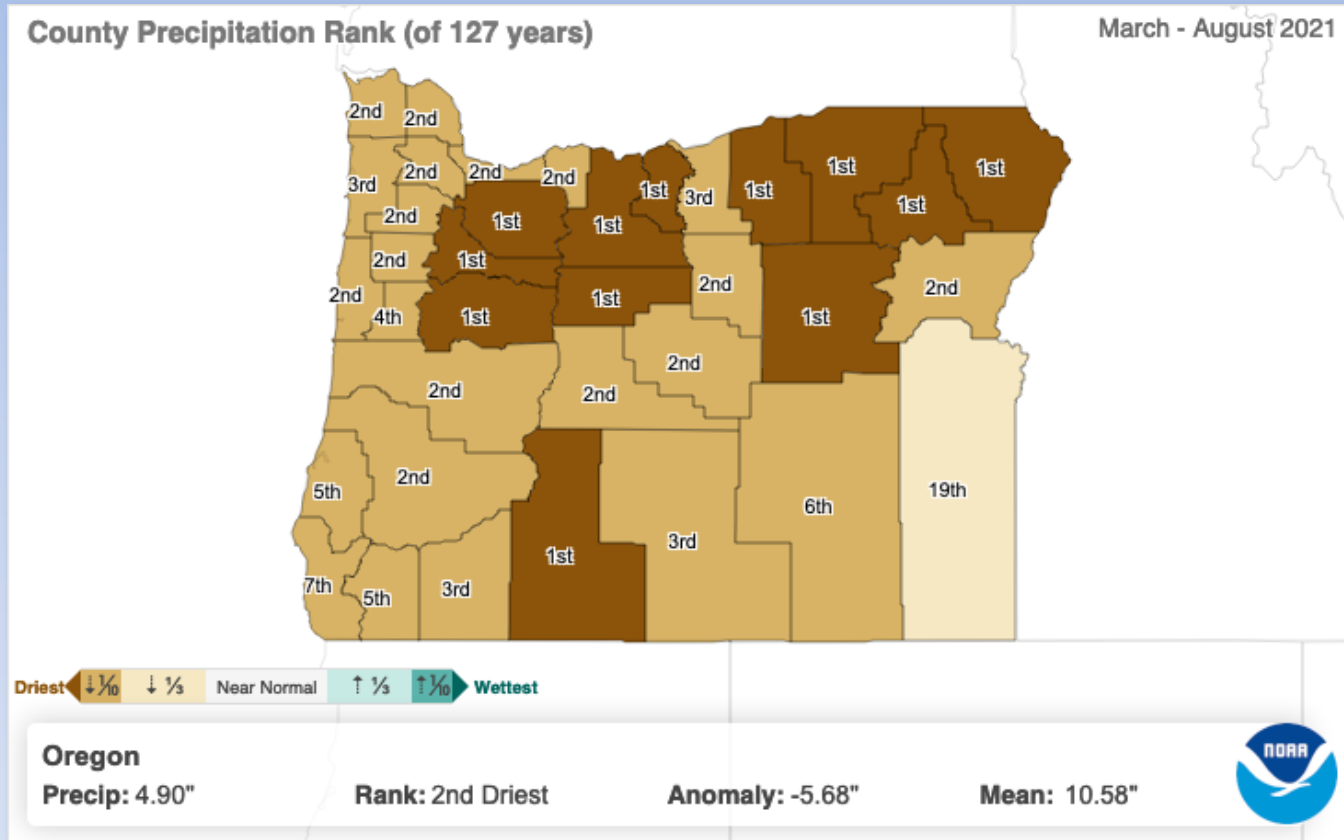 County Precipitation Rank (of 127 years)
March - August 2021
2nd
2nd
2nd
2nd
2nd
3rd
2nd
1st
1st
1st
3rd
1st
1st
1st
1st
2nd
1st
2nd
1st
2nd
2nd
4th
1st
1st
1st
2nd
2nd
2nd
2nd
5th
2nd
1st
3rd
6th
19th
7th
5th
3rd
Driest ↓ 1/10 ↓ 1/3 Near Normal ↑ 1/3 ↑ 1/10 Wettest
Oregon
Precip: 4.90" Rank: 2nd Driest Anomaly: -5.68" Mean: 10.58"
NOAA